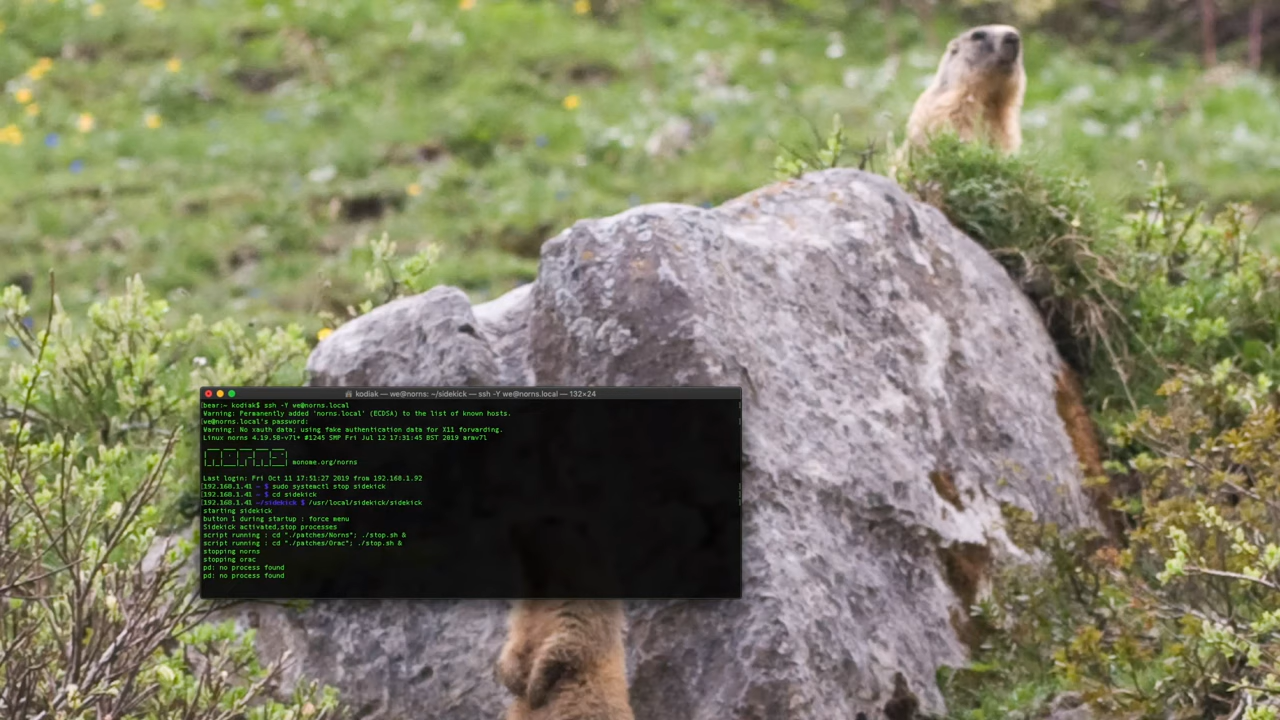 kodiak — we@norns: ~/sidekick — ssh -Y we@norns.local — 132×24
[bear:~ kodiak$ ssh -Y we@norns.local
Warning: Permanently added 'norns.local' (ECDSA) to the list of known hosts.
we@norns.local's password:
Warning: No xauth data; using fake authentication data for X11 forwarding.
Linux norns 4.19.58-v7l+ #1245 SMP Fri Jul 12 17:31:45 BST 2019 armv7l
monome.org/norns
Last login: Fri Oct 11 17:51:27 2019 from 192.168.1.92
[192.168.1.41 ~ $ sudo systemctl stop sidekick
[192.168.1.41 ~ $ cd sidekick
[192.168.1.41 ~/sidekick $ /usr/local/sidekick/sidekick
starting sidekick
button 1 during startup : force menu
Sidekick activated,stop processes
script running : cd "./patches/Norns"; ./stop.sh &
script running : cd "./patches/Orac"; ./stop.sh &
stopping norns
stopping orac
pd: no process found
pd: no process found